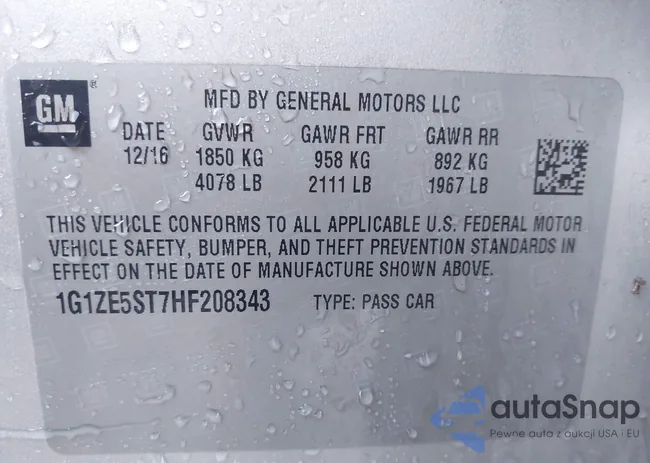 GM
®
MFD BY GENERAL MOTORS LLC
DATE GVWR GAWR FRT GAWR RR
12/16 1850 KG 958 KG 892 KG
4078 LB 2111 LB 1967 LB
THIS VEHICLE CONFORMS TO ALL APPLICABLE U.S. FEDERAL MOTOR
VEHICLE SAFETY, BUMPER, AND THEFT PREVENTION STANDARDS IN
EFFECT ON THE DATE OF MANUFACTURE SHOWN ABOVE.
1G1ZE5ST7HF208343 TYPE: PASS CAR
autaSnap
Pewne auta z aukcji USA i EU